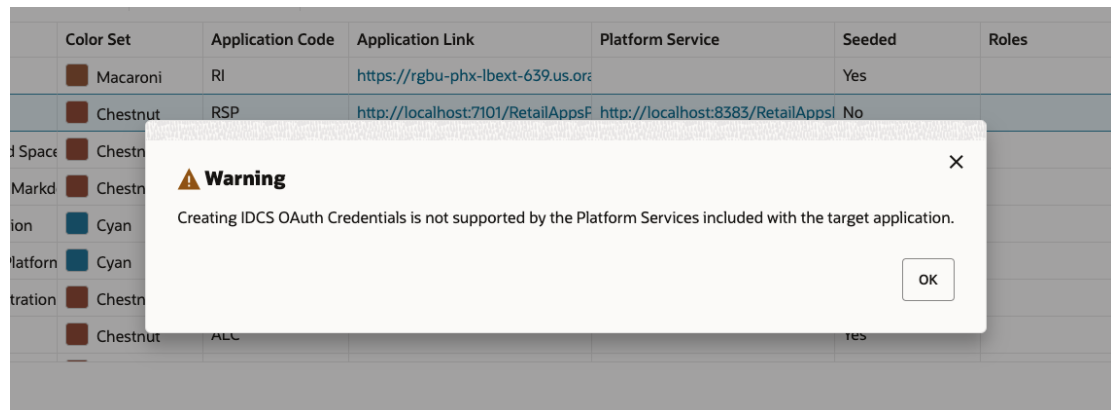 Color Set Application Code Application Link Platform Service Seeded Roles
Macaroni RI https://rgbu-phx-lbext-639.us.ora Yes
Chestnut RSP http://localhost:7101/RetailAppsP http://localhost:8383/RetailAppsl No
d Space Chestn
Warning
Markd Chestn
Creating IDCS OAuth Credentials is not supported by the Platform Services included with the target application.
ion Cyan
Platform Cyan
OK
tration Chestn
Chestnut ALC Yes